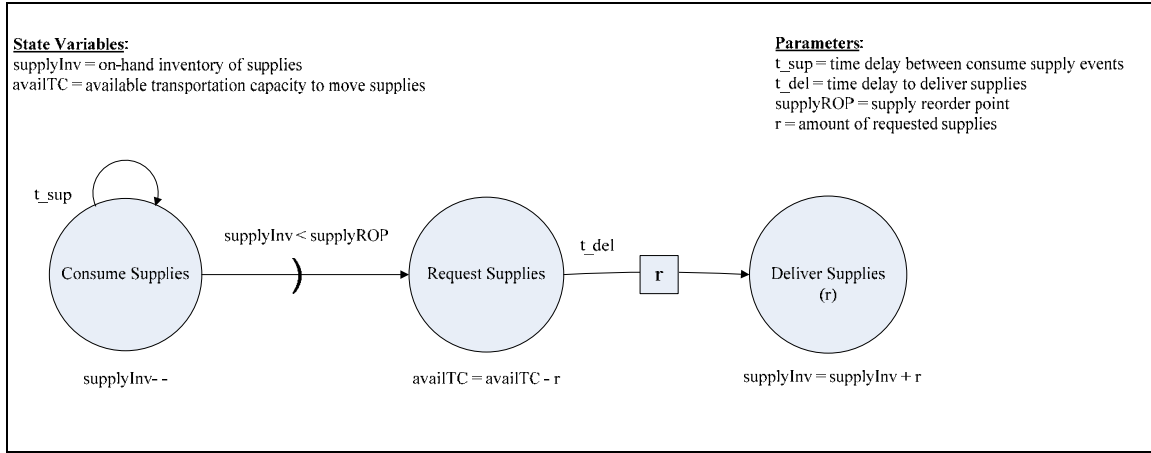 State Variables:
supplyInv = on-hand inventory of supplies
availTC = available transportation capacity to move supplies
Parameters:
t_sup = time delay between consume supply events
t_del = time delay to deliver supplies
supplyROP = supply reorder point
r = amount of requested supplies
t_sup
supplyInv < supplyROP
t_del
Consume Supplies
Request Supplies
r
Deliver Supplies
(r)
supplyInv- -
availTC = availTC - r
supplyInv = supplyInv + r